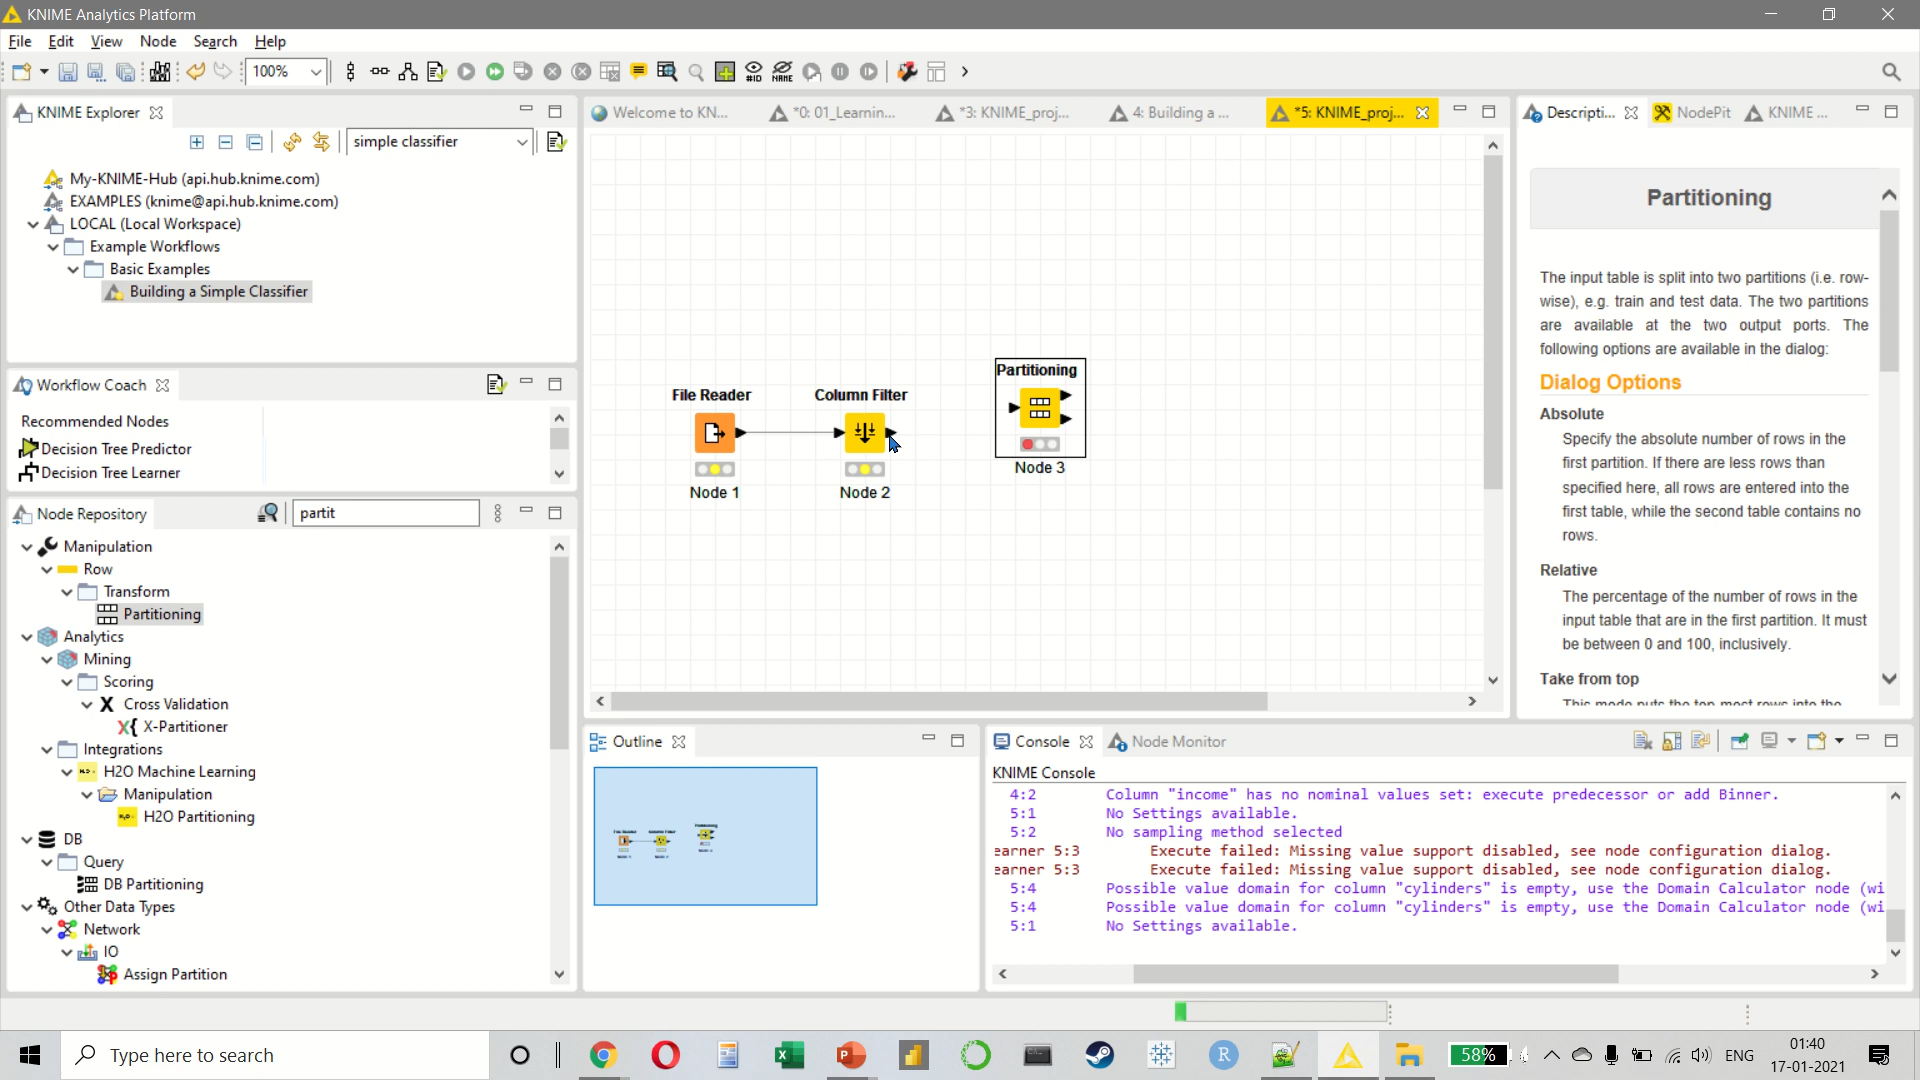 KNIME Analytics Platform
File Edit View Node Search Help
100%
KNIME Explorer
simple classifier
My-KNIME-Hub (api.hub.knime.com)
EXAMPLES (knime@api.hub.knime.com)
LOCAL (Local Workspace)
Example Workflows
Basic Examples
Building a Simple Classifier
Workflow Coach
Recommended Nodes
Decision Tree Predictor
Decision Tree Learner
Node Repository
partit
Manipulation
Row
Transform
Partitioning
Analytics
Mining
Scoring
Cross Validation
X-Partitioner
Integrations
H2O Machine Learning
Manipulation
H2O Partitioning
DB
Query
DB Partitioning
Other Data Types
Network
IO
Assign Partition
Welcome to KN...
*0: 01_Learnin...
*3: KNIME_proj...
4: Building a ...
*5: KNIME_proj...
File Reader
Node 1
Column Filter
Node 2
Partitioning
Node 3
Outline
Descripti...
NodePit
KNIME ...
Partitioning
The input table is split into two partitions (i.e. row-
wise), e.g. train and test data. The two partitions
are available at the two output ports. The
following options are available in the dialog:
Dialog Options
Absolute
Specify the absolute number of rows in the
first partition. If there are less rows than
specified here, all rows are entered into the
first table, while the second table contains no
rows.
Relative
The percentage of the number of rows in the
input table that are in the first partition. It must
be between 0 and 100, inclusively.
Take from top
This mode puts the top-most rows into the
Console
Node Monitor
KNIME Console
4:2 Column "income" has no nominal values set: execute predecessor or add Binner.
5:1 No Settings available.
5:2 No sampling method selected
earner 5:3 Execute failed: Missing value support disabled, see node configuration dialog.
earner 5:3 Execute failed: Missing value support disabled, see node configuration dialog.
5:4 Possible value domain for column "cylinders" is empty, use the Domain Calculator node (wi
5:4 Possible value domain for column "cylinders" is empty, use the Domain Calculator node (wi
5:1 No Settings available.
Type here to search
58%
ENG
01:40
17-01-2021